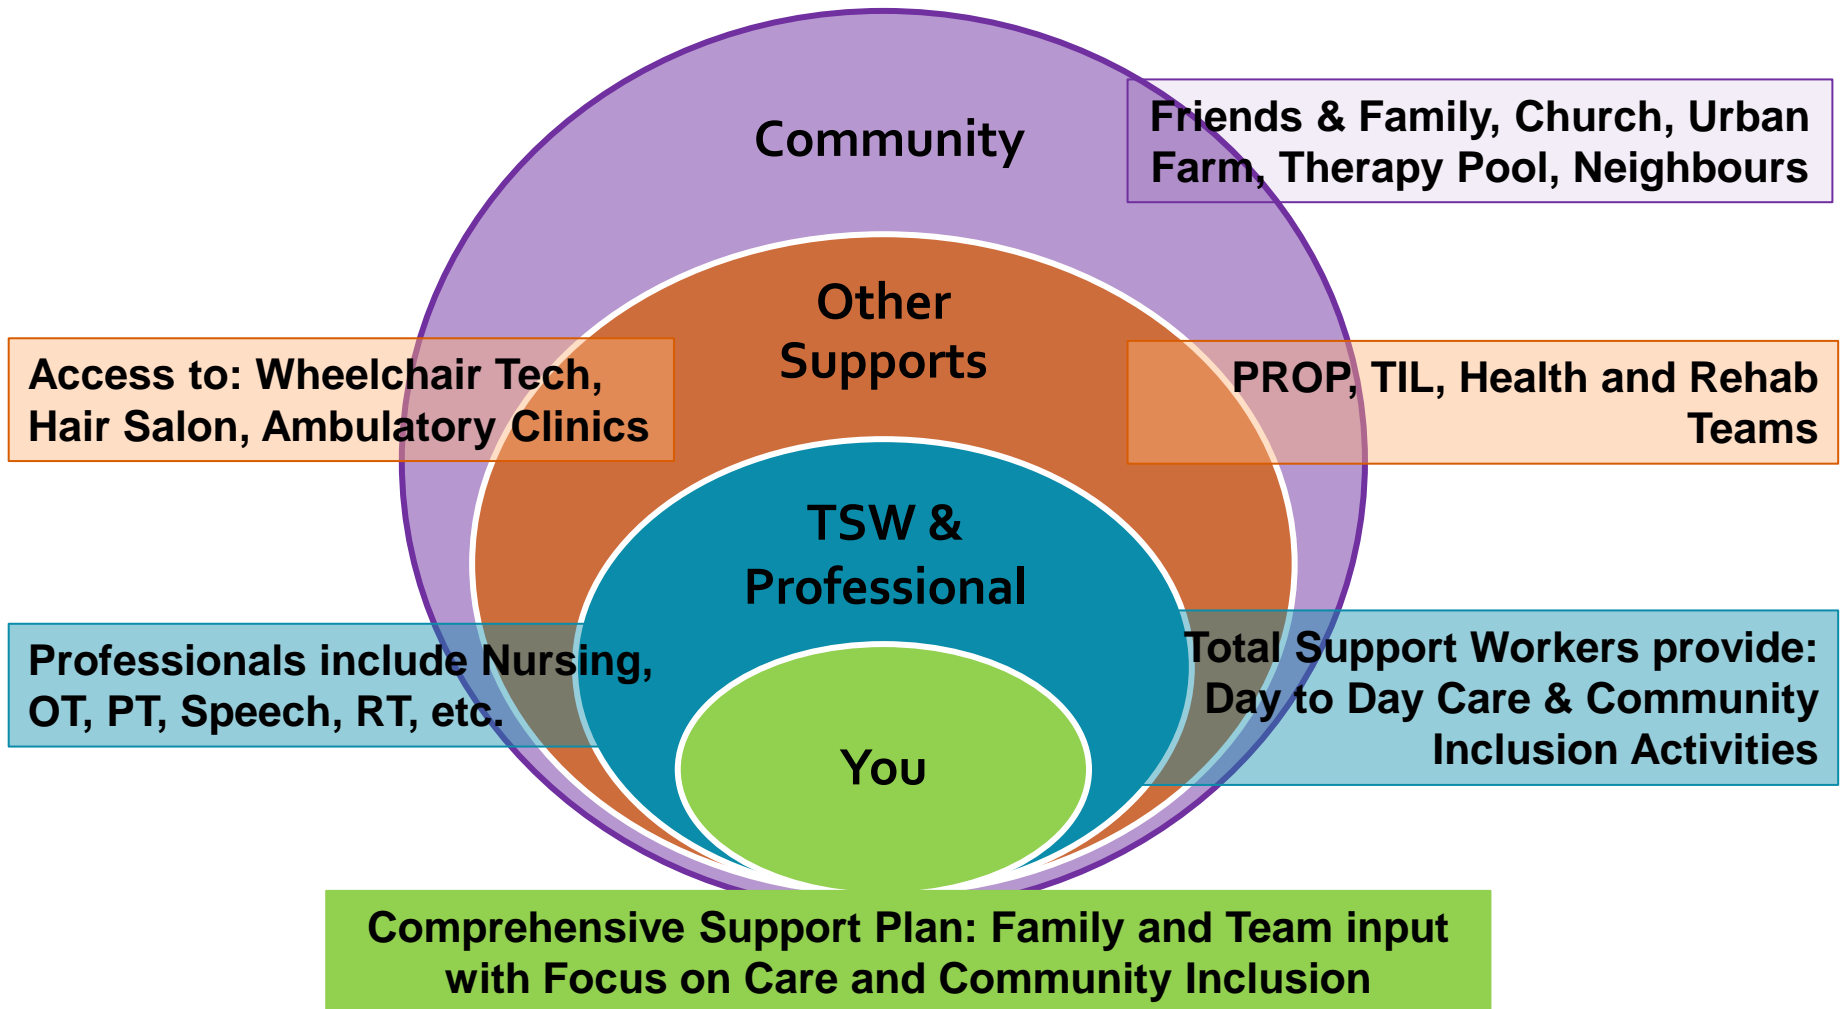 Community
Friends & Family, Church, Urban
Farm, Therapy Pool, Neighbours
Other
Supports
Access to: Wheelchair Tech,
Hair Salon, Ambulatory Clinics
PROP, TIL, Health and Rehab
Teams
TSW &
Professional
Professionals include Nursing,
OT, PT, Speech, RT, etc.
Total Support Workers provide:
Day to Day Care & Community
Inclusion Activities
You
Comprehensive Support Plan: Family and Team input
with Focus on Care and Community Inclusion